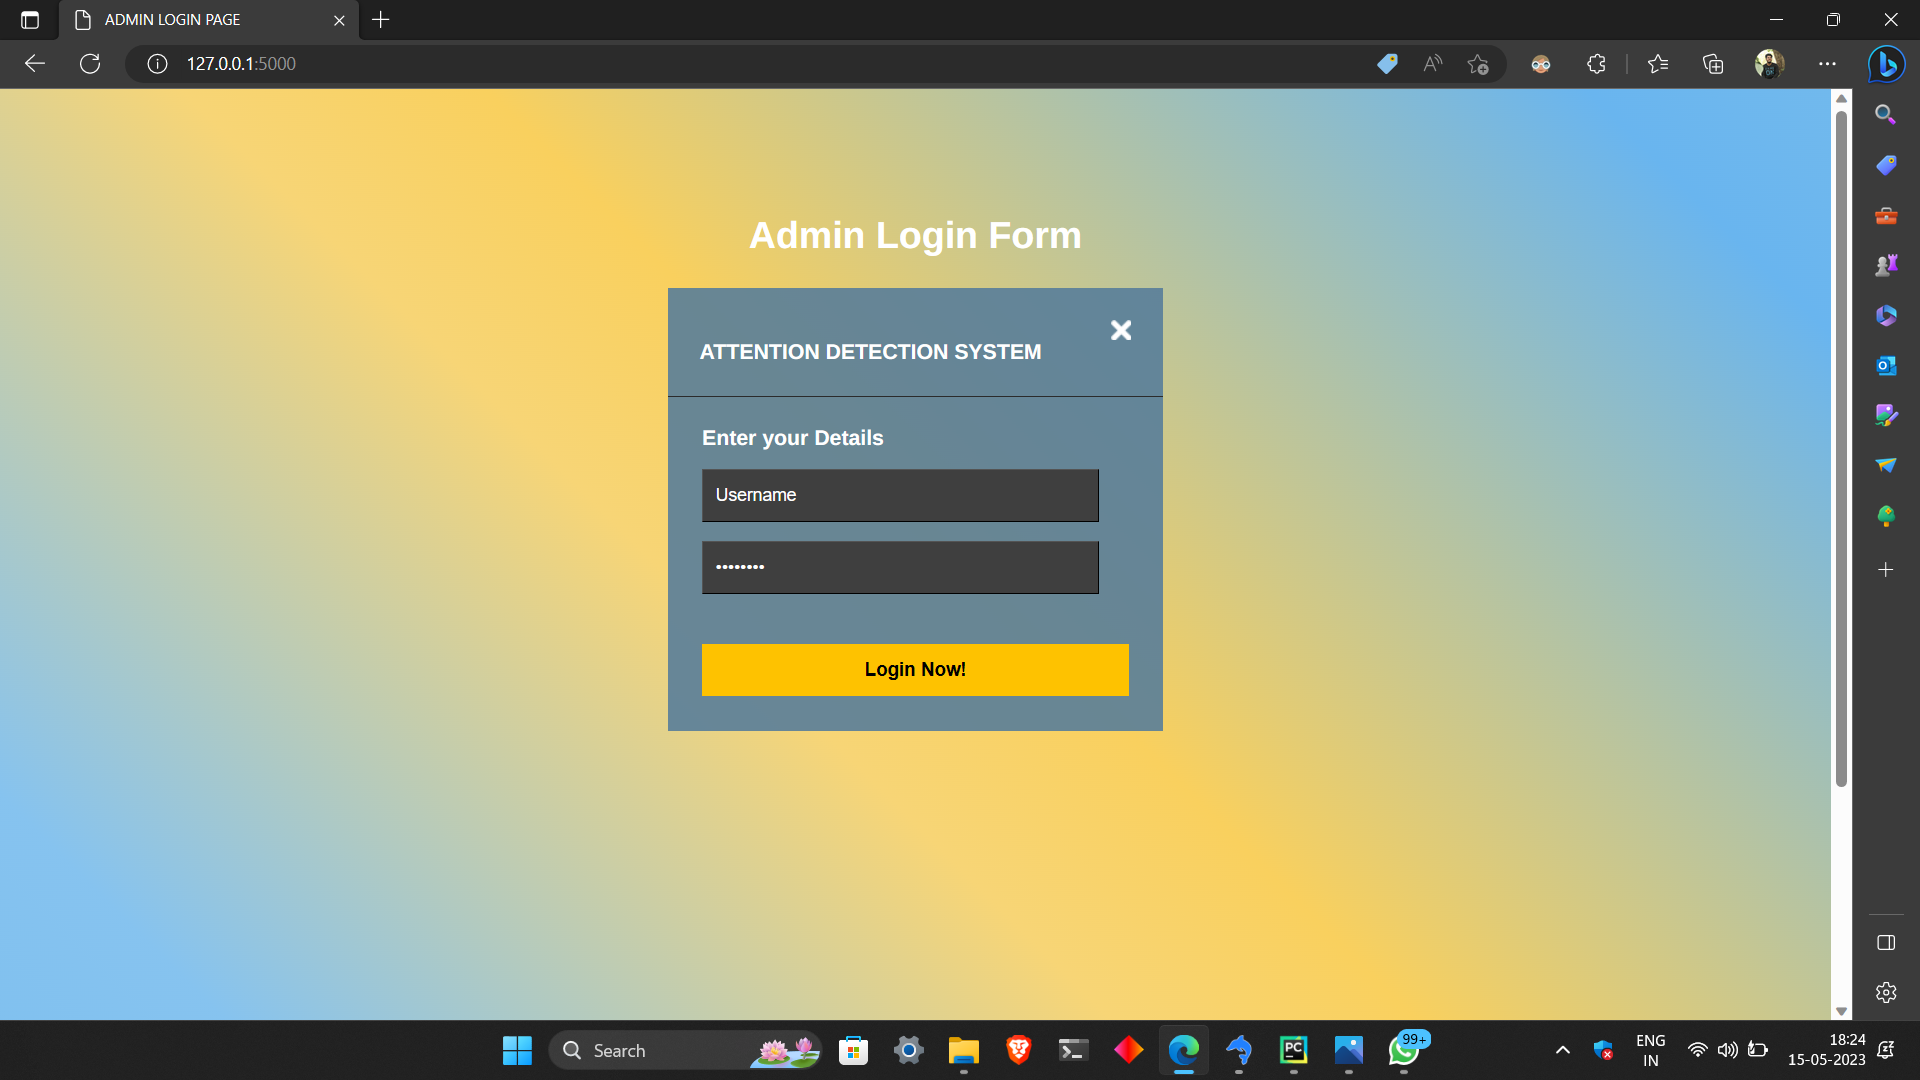 ADMIN LOGIN PAGE
127.0.0.1:5000
Admin Login Form
ATTENTION DETECTION SYSTEM
Enter your Details
Username
••••••••
Login Now!
Search
PC
99+
ENG
IN
18:24
15-05-2023